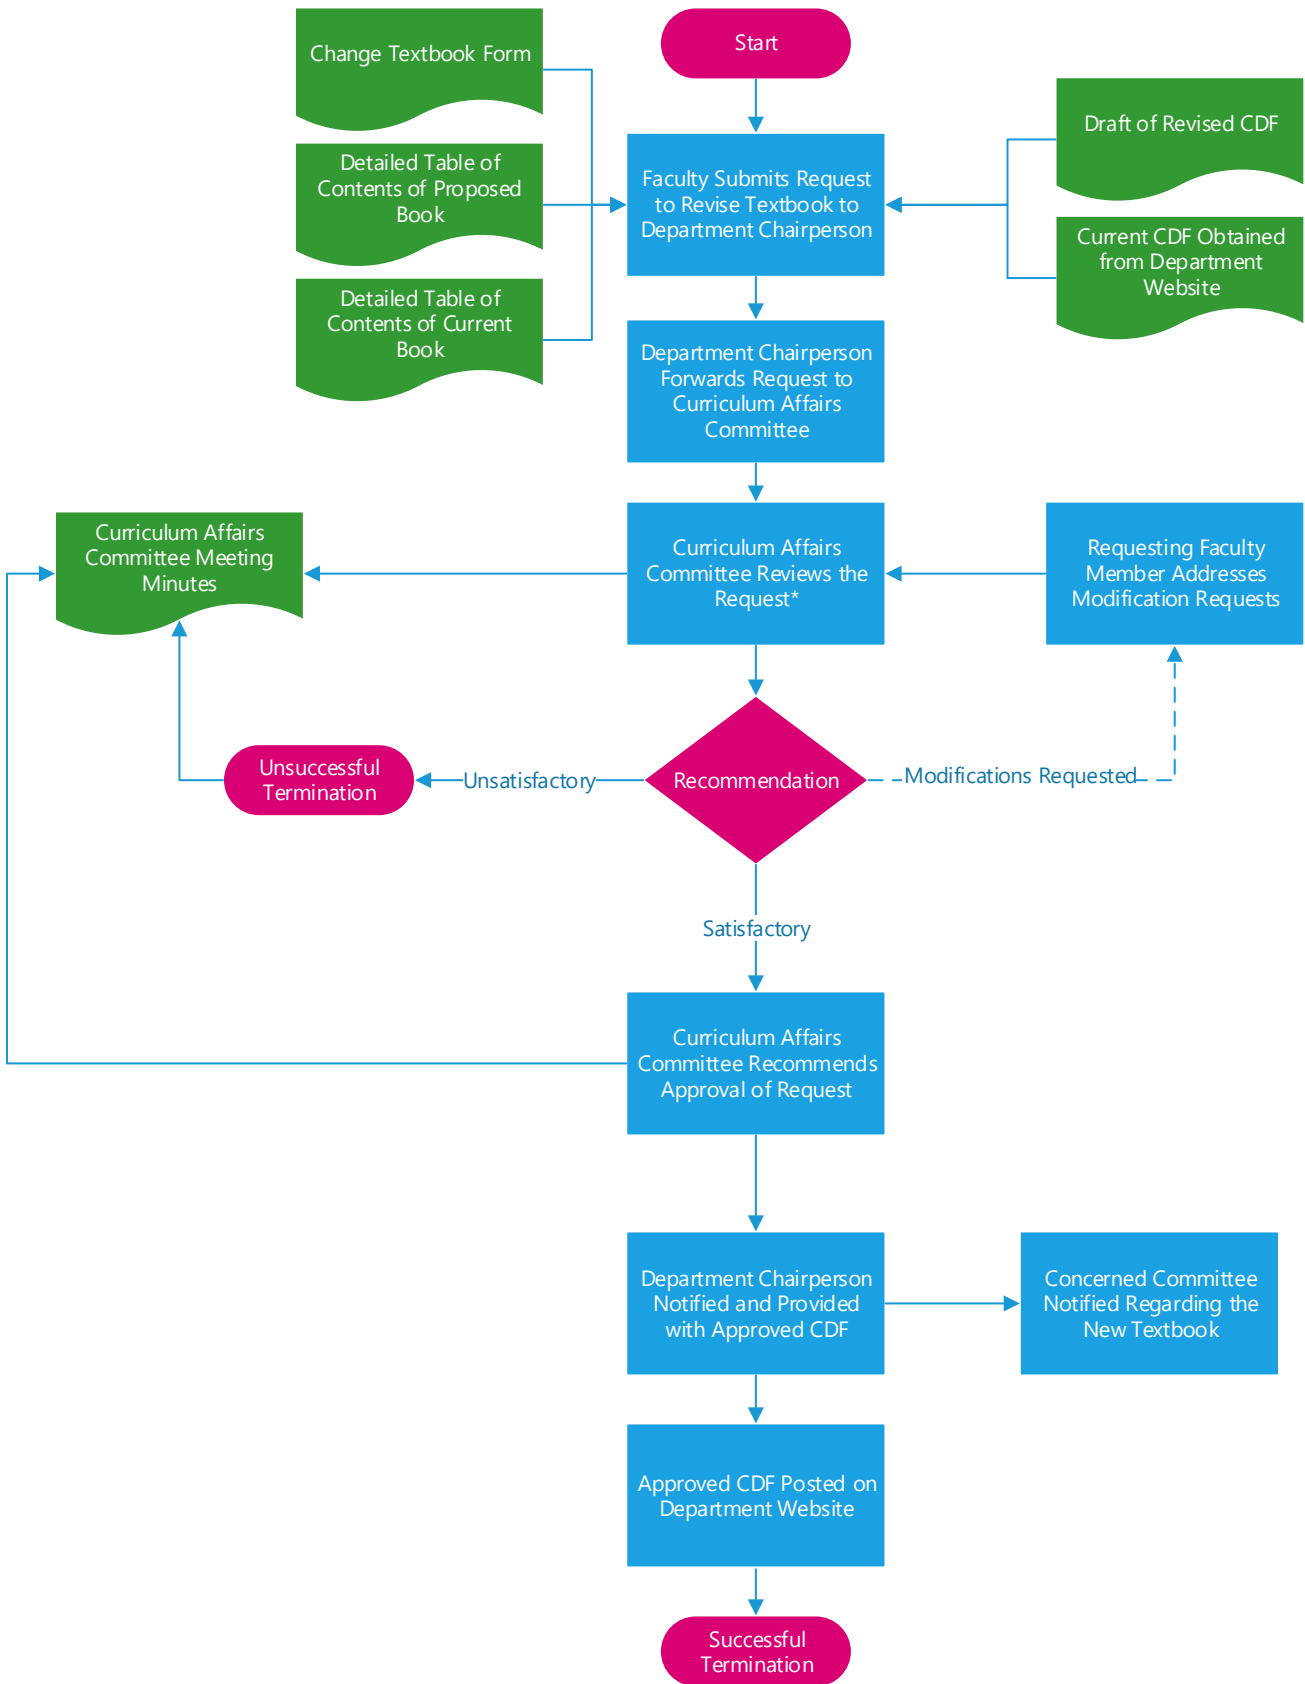 Start
Change Textbook Form
Draft of Revised CDF
Detailed Table of
Contents of Proposed
Book
Faculty Submits Request
to Revise Textbook to
Department Chairperson
Current CDF Obtained
from Department
Website
Detailed Table of
Contents of Current
Book
Department Chairperson
Forwards Request to
Curriculum Affairs
Committee
Curriculum Affairs
Committee Meeting
Minutes
Curriculum Affairs
Committee Reviews the
Request*
Requesting Faculty
Member Addresses
Modification Requests
Unsuccessful
Termination
Unsatisfactory
Recommendation
Modifications Requested
Satisfactory
Curriculum Affairs
Committee Recommends
Approval of Request
Department Chairperson
Notified and Provided
with Approved CDF
Concerned Committee
Notified Regarding the
New Textbook
Approved CDF Posted on
Department Website
Successful
Termination